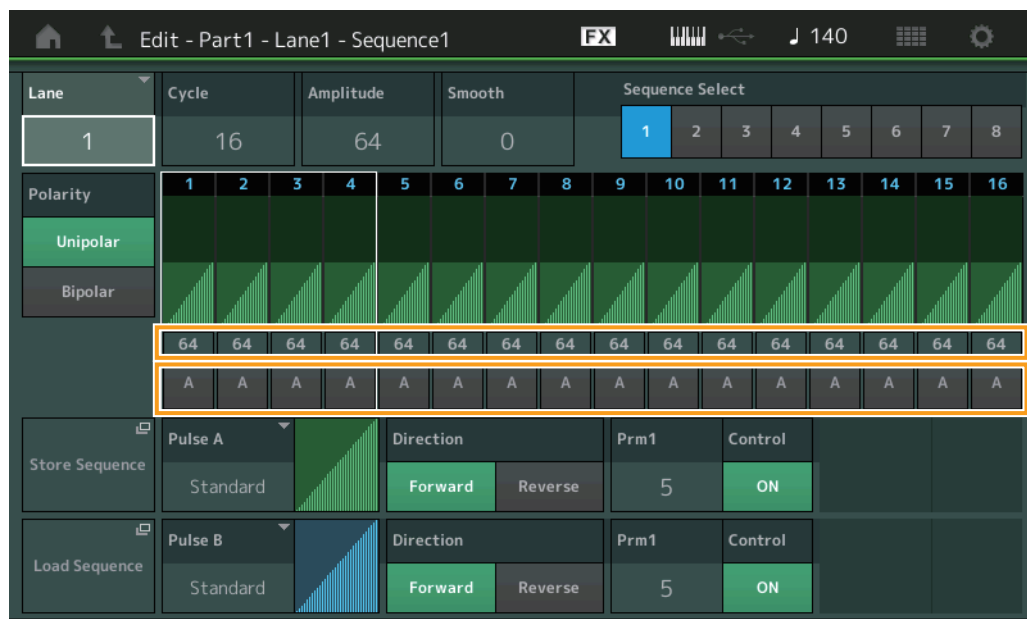 Edit - Part1 - Lane1 - Sequence1 FX 140
Lane Cycle Amplitude Smooth Sequence Select
1 16 64 0 1 2 3 4 5 6 7 8
Polarity 1 2 3 4 5 6 7 8 9 10 11 12 13 14 15 16
Unipolar
Bipolar
64 64 64 64 64 64 64 64 64 64 64 64 64 64 64 64
A A A A A A A A A A A A A A A A
Store Sequence Pulse A Direction Prm1 Control
Standard Forward Reverse 5 ON
Load Sequence Pulse B Direction Prm1 Control
Standard Forward Reverse 5 ON